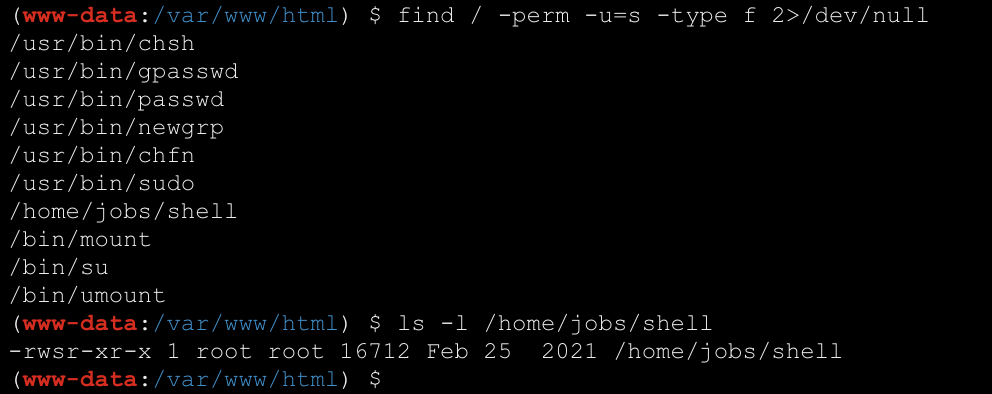 (www-data:/var/www/html) $ find / -perm -u=s -type f 2>/dev/null
/usr/bin/chsh
/usr/bin/gpasswd
/usr/bin/passwd
/usr/bin/newgrp
/usr/bin/chfn
/usr/bin/sudo
/home/jobs/shell
/bin/mount
/bin/su
/bin/umount
(www-data:/var/www/html) $ ls -l /home/jobs/shell
-rwsr-xr-x 1 root root 16712 Feb 25  2021 /home/jobs/shell
(www-data:/var/www/html) $